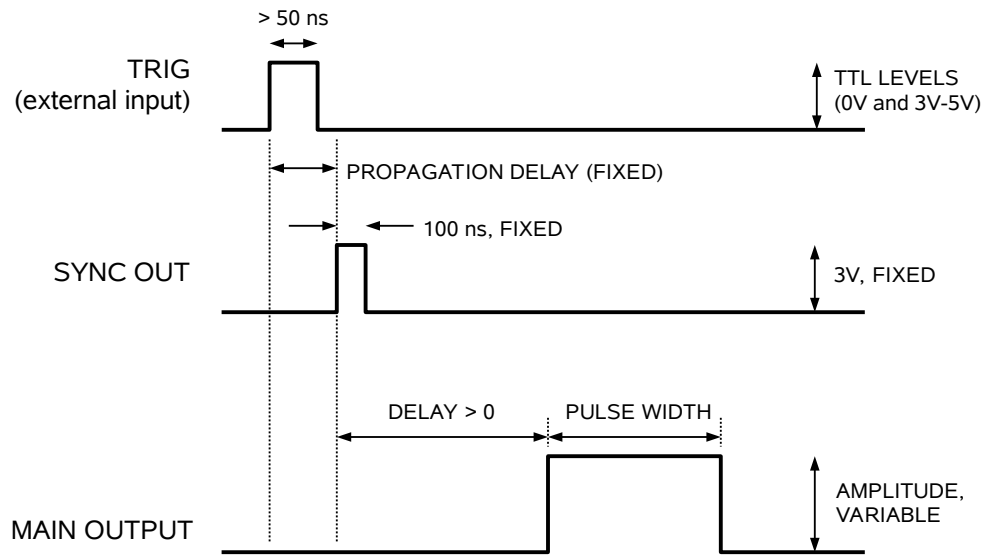 > 50 ns
TRIG
(external input)
TTL LEVELS
(0V and 3V-5V)
PROPAGATION DELAY (FIXED)
100 ns, FIXED
SYNC OUT
3V, FIXED
DELAY > 0
PULSE WIDTH
AMPLITUDE,
VARIABLE
MAIN OUTPUT